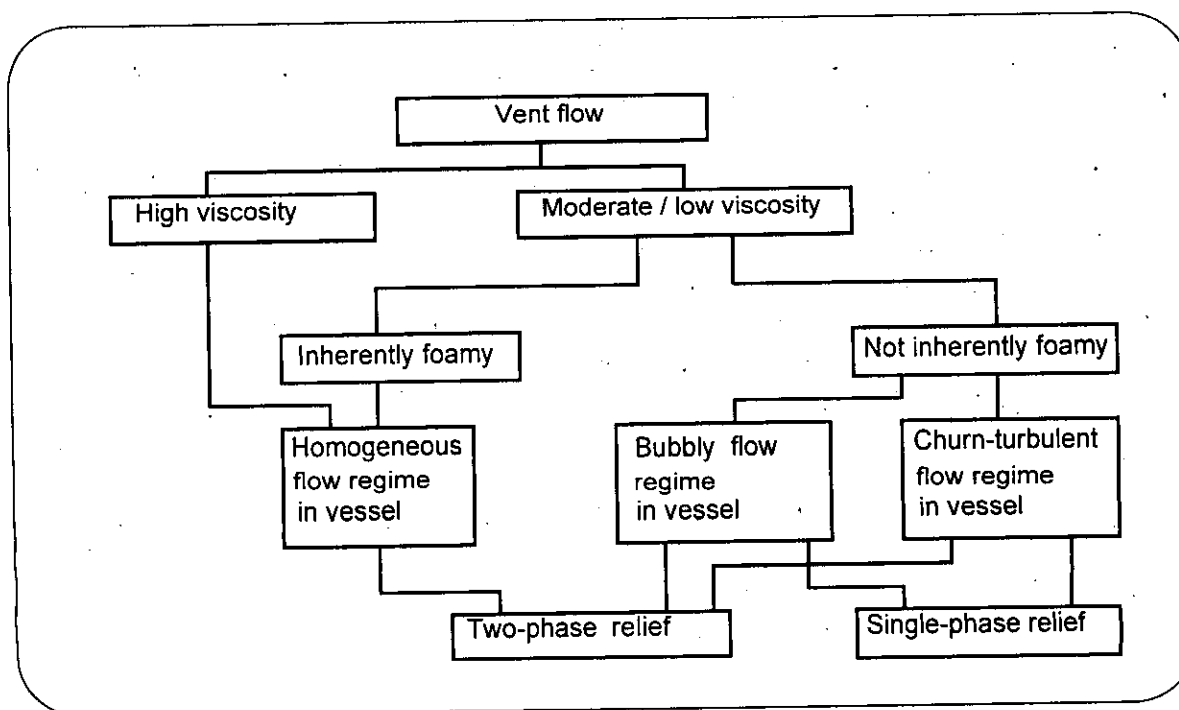 Vent flow
High viscosity
Moderate / low viscosity
Inherently foamy
Not inherently foamy
Homogeneous
flow regime
in vessel
Bubbly flow
regime
in vessel
Churn-turbulent
flow regime
in vessel
Two-phase relief
Single-phase relief